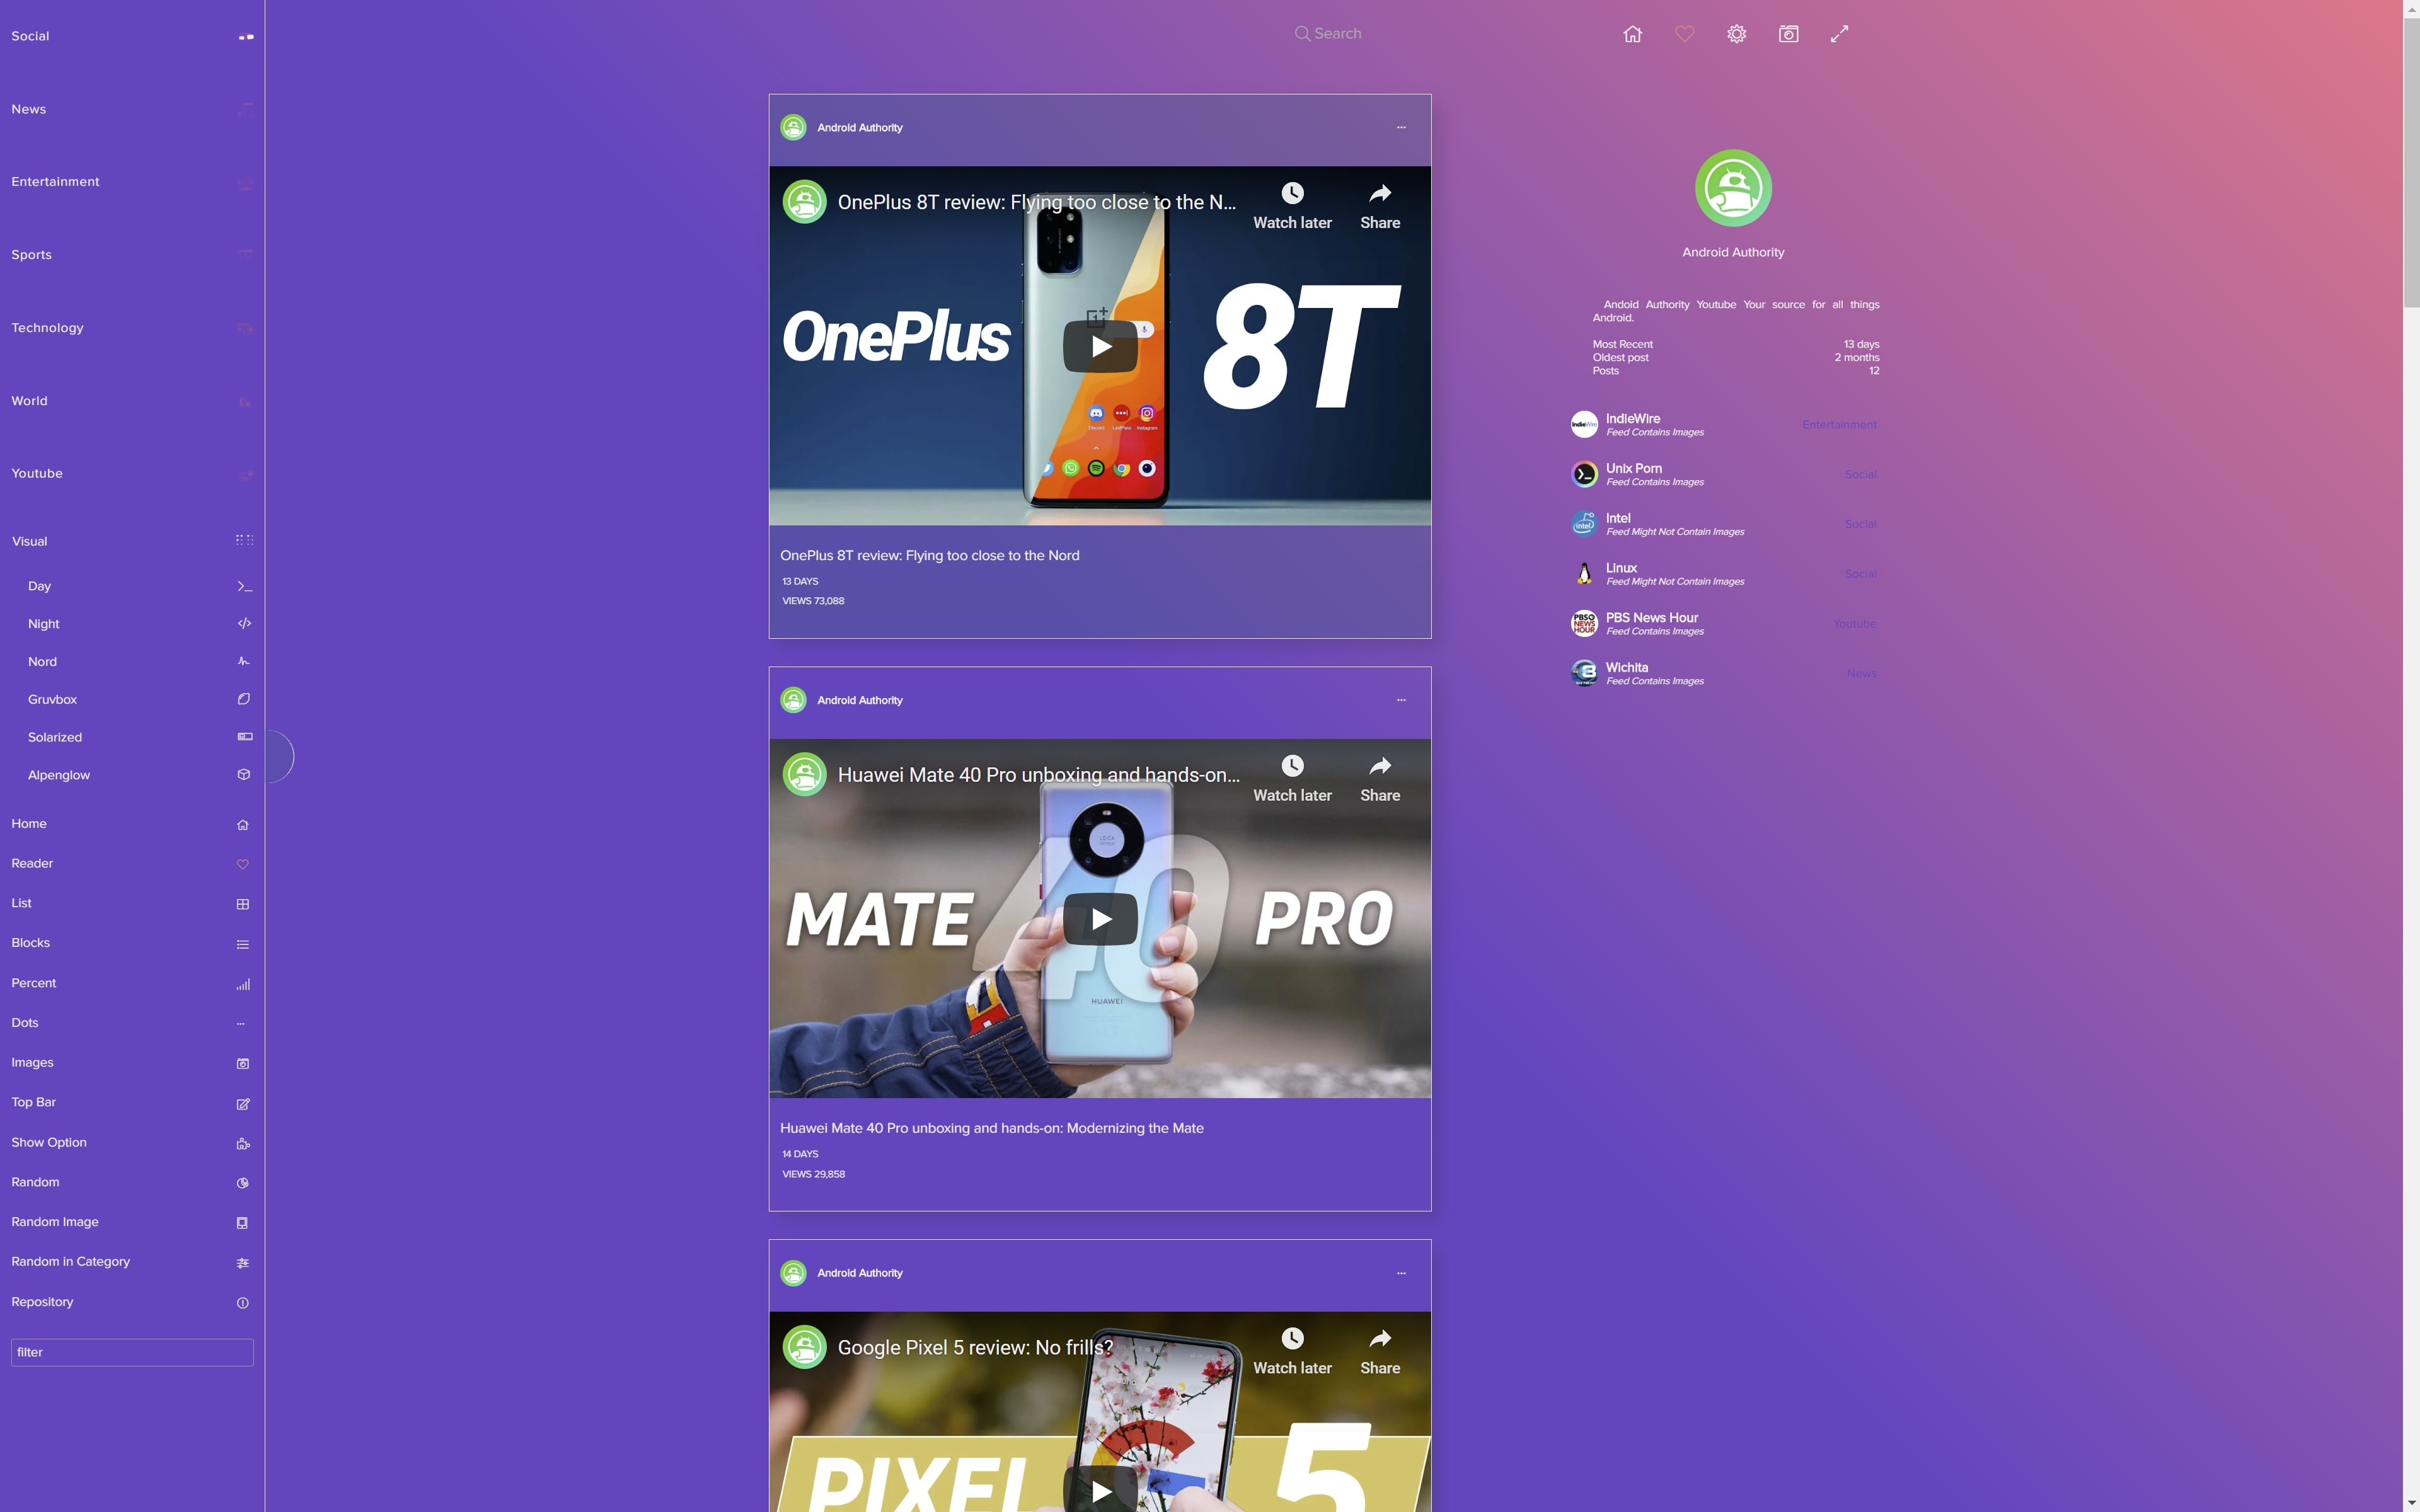 Social
News
Entertainment
Sports
Technology
World
Youtube
Visual
Day
Night
Nord
Gruvbox
Solarized
Alpenglow
Home
Reader
List
Blocks
Percent
Dots
Images
Top Bar
Show Option
Random
Random Image
Random in Category
Repository
filter
Search
Android Authority
OnePlus 8T review: Flying too close to the N...
Watch later
Share
OnePlus
8T
OnePlus 8T review: Flying too close to the Nord
13 DAYS
VIEWS 73,088
Android Authority
Huawei Mate 40 Pro unboxing and hands-on...
Watch later
Share
MATE
40
PRO
HUAWEI
Huawei Mate 40 Pro unboxing and hands-on: Modernizing the Mate
14 DAYS
VIEWS 29,858
Android Authority
Google Pixel 5 review: No frills?
Watch later
Share
PIXEL
5
Android Authority
Andoid Authority Youtube Your source for all things
Android.
Most Recent 13 days
Oldest post 2 months
Posts 12
IndieWire
Feed Contains Images
Entertainment
Unix Porn
Feed Contains Images
Social
intel
Intel
Feed Might Not Contain Images
Social
Linux
Feed Might Not Contain Images
Social
PBS News Hour
Feed Contains Images
Youtube
Wichita
Feed Contains Images
News